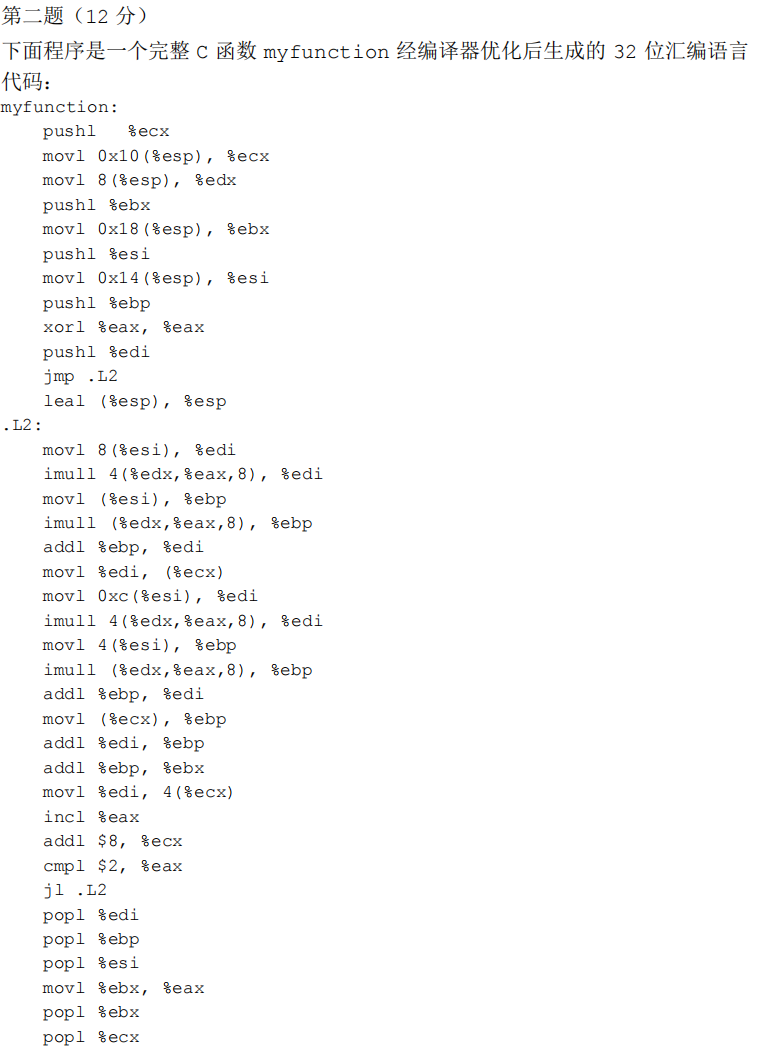 第二题（12 分）
下面程序是一个完整 C 函数 myfunction 经编译器优化后生成的 32 位汇编语言
代码：
myfunction:
    pushl   %ecx
    movl 0x10(%esp), %ecx
    movl 8(%esp), %edx
    pushl %ebx
    movl 0x18(%esp), %ebx
    pushl %esi
    movl 0x14(%esp), %esi
    pushl %ebp
    xorl %eax, %eax
    pushl %edi
    jmp .L2
    leal (%esp), %esp
.L2:
    movl 8(%esi), %edi
    imull 4(%edx,%eax,8), %edi
    movl (%esi), %ebp
    imull (%edx,%eax,8), %ebp
    addl %ebp, %edi
    movl %edi, (%ecx)
    movl 0xc(%esi), %edi
    imull 4(%edx,%eax,8), %edi
    movl 4(%esi), %ebp
    imull (%edx,%eax,8), %ebp
    addl %ebp, %edi
    movl (%ecx), %ebp
    addl %edi, %ebp
    addl %ebp, %ebx
    movl %edi, 4(%ecx)
    incl %eax
    addl $8, %ecx
    cmpl $2, %eax
    jl .L2
    popl %edi
    popl %ebp
    popl %esi
    movl %ebx, %eax
    popl %ebx
    popl %ecx